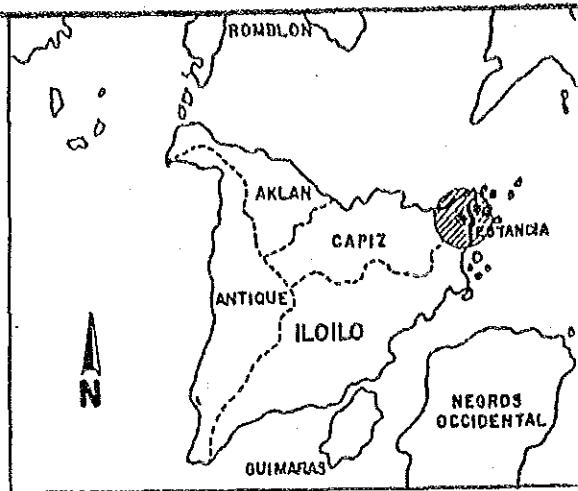 ROMBLON
AKLAN
CAPIZ
ESTANCIA
ANTIQUE
ILOILO
N
NEGROS
OCCIDENTAL
GUIMARAS